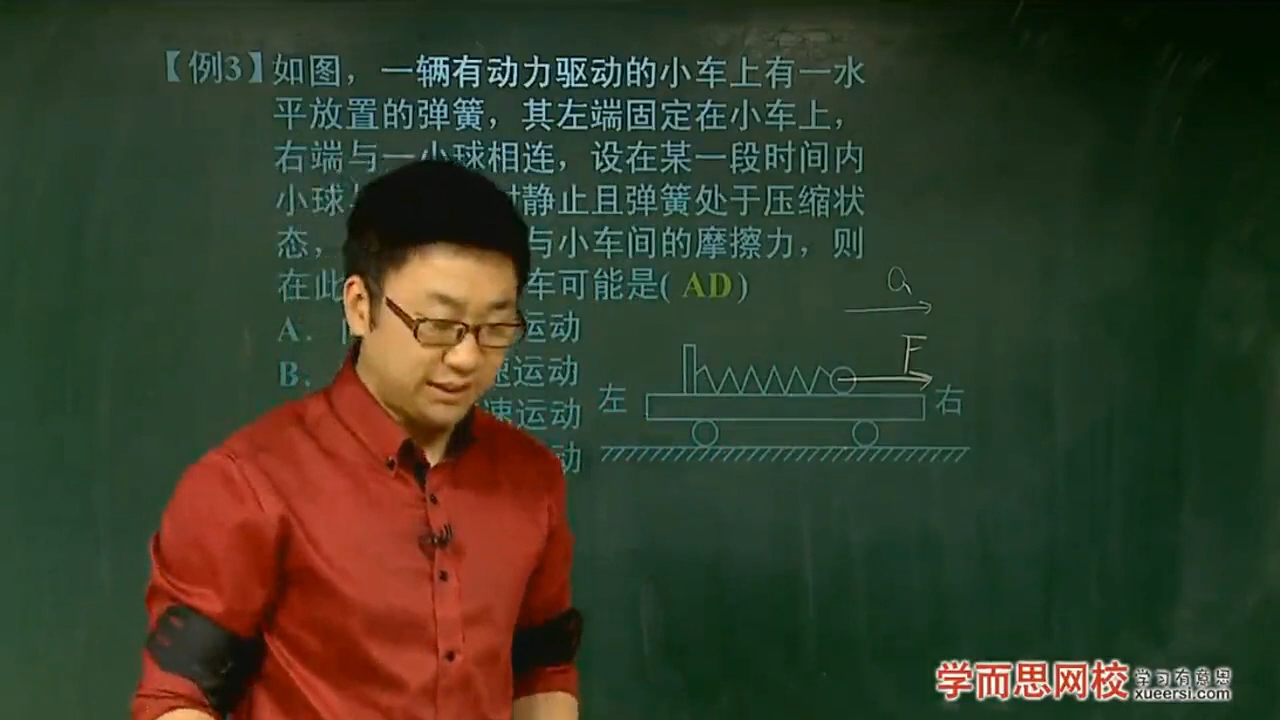 【例3】如图，一辆有动力驱动的小车上有一水
平放置的弹簧，其左端固定在小车上，
右端与一小球相连，设在某一段时间内
小球 静止且弹簧处于压缩状
态， 与小车间的摩擦力，则
在此 车可能是( AD )
A. 运动
B. 速运动
速运动
动
a
F
左
右
学而思网校 学习有意思
xueersi.com